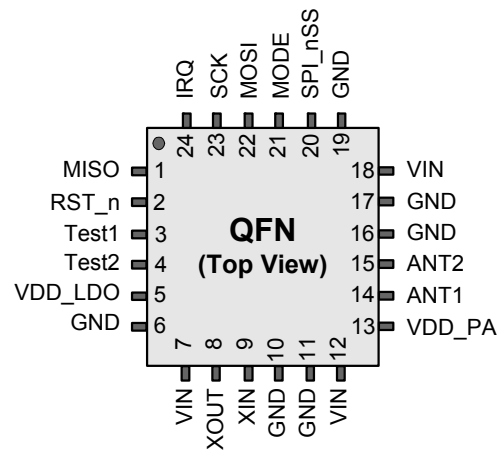 IRQ
SCK
MOSI
MODE
SPI_nSS
GND
24
23
22
21
20
19
MISO 1
RST_n 2
Test1 3
Test2 4
VDD_LDO 5
GND 6
QFN
(Top View)
18 VIN
17 GND
16 GND
15 ANT2
14 ANT1
13 VDD_PA
7
8
9
10
11
12
VIN
XOUT
XIN
GND
GND
VIN